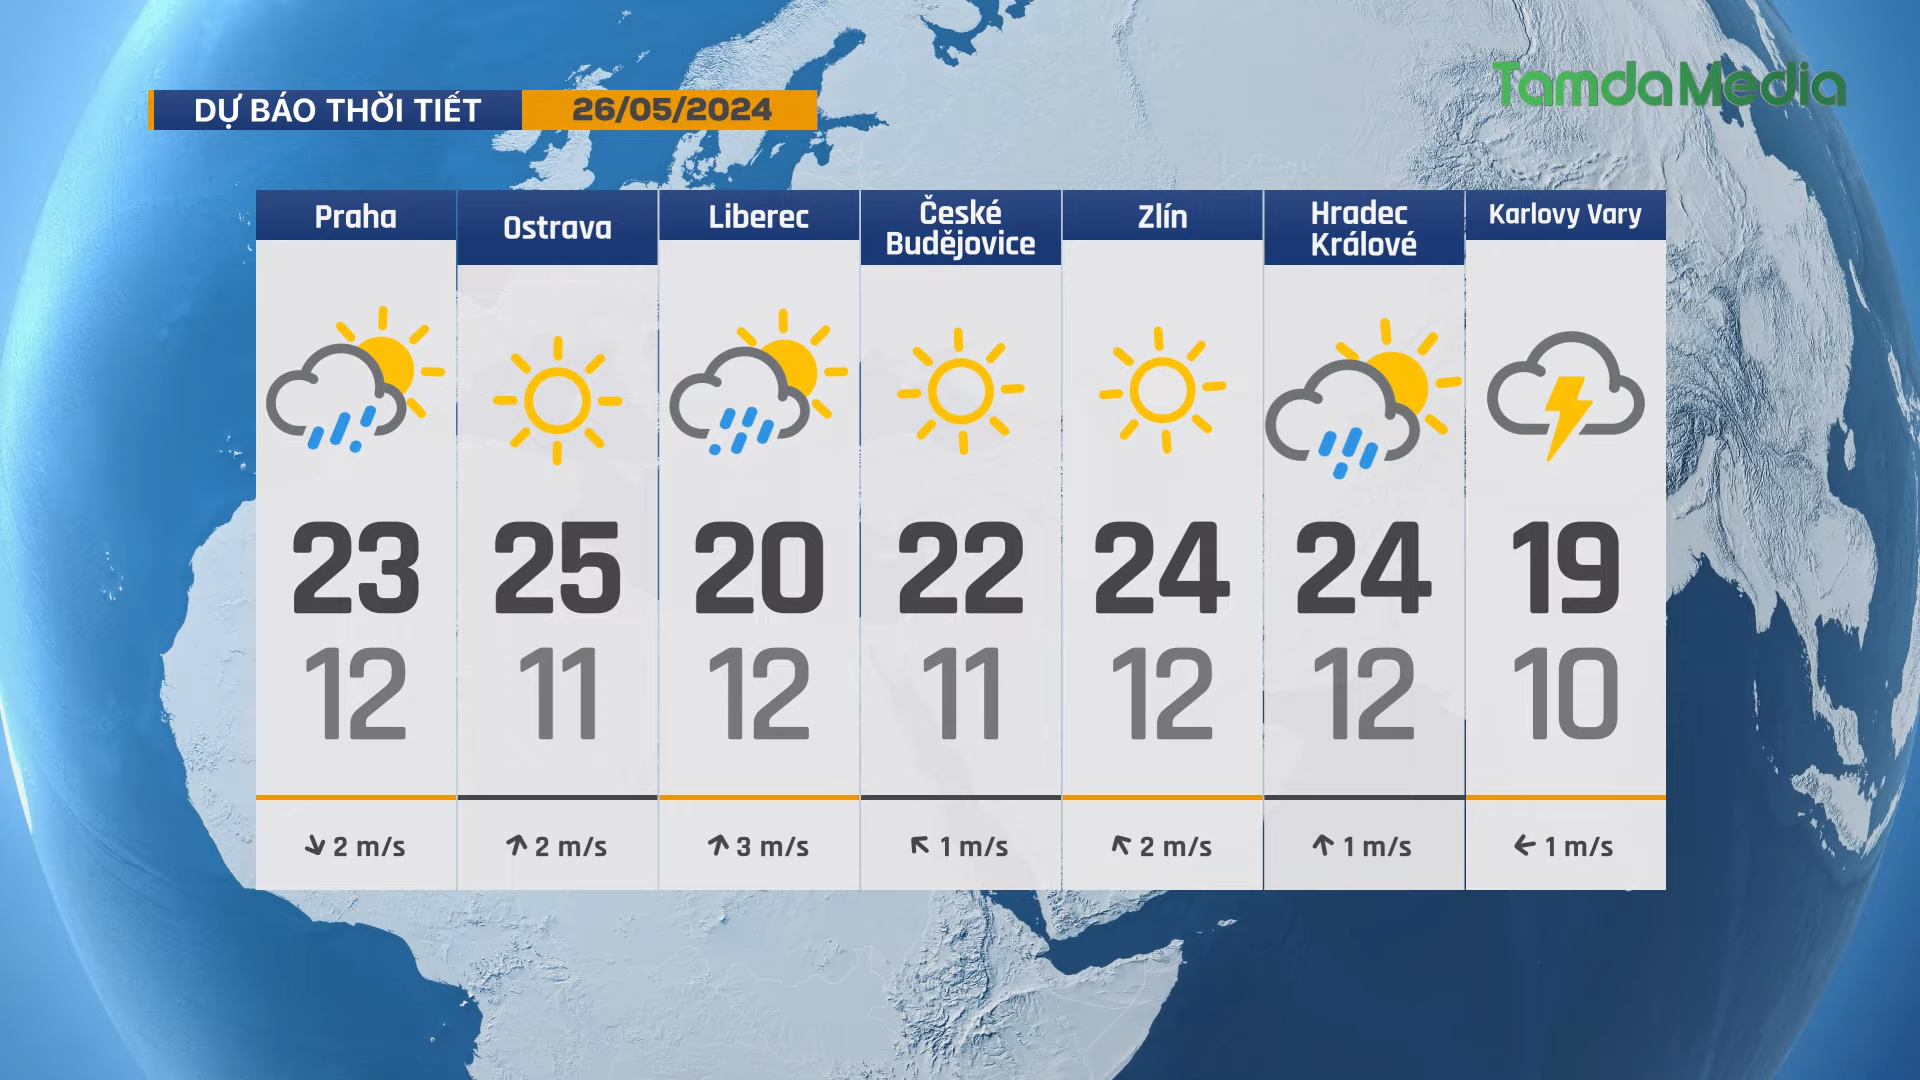 DỰ BÁO THỜI TIẾT 26/05/2024
TamdaMedia
Praha
23
12
2 m/s
Ostrava
25
11
2 m/s
Liberec
20
12
3 m/s
České
Budějovice
22
11
1 m/s
Zlín
24
12
2 m/s
Hradec
Králové
24
12
1 m/s
Karlovy Vary
19
10
1 m/s